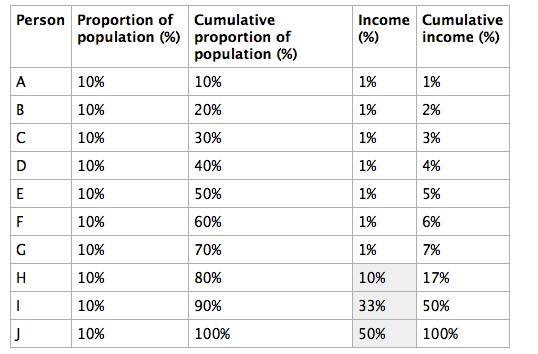 Person Proportion of population (%) Cumulative proportion of population (%) Income (%) Cumulative income (%)
A 10% 10% 1% 1%
B 10% 20% 1% 2%
C 10% 30% 1% 3%
D 10% 40% 1% 4%
E 10% 50% 1% 5%
F 10% 60% 1% 6%
G 10% 70% 1% 7%
H 10% 80% 10% 17%
I 10% 90% 33% 50%
J 10% 100% 50% 100%